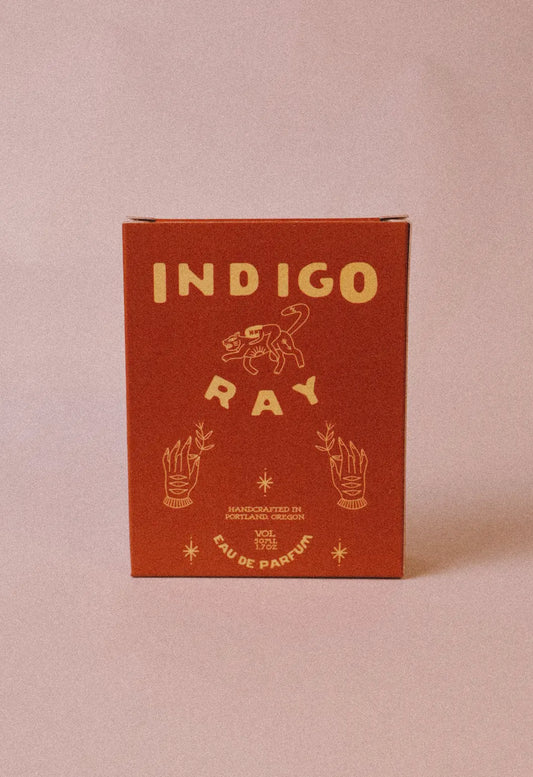 INDIGO
RAY
HANDCRAFTED IN
PORTLAND, OREGON
VOL
50ML
1.7OZ
EAU DE PARFUM